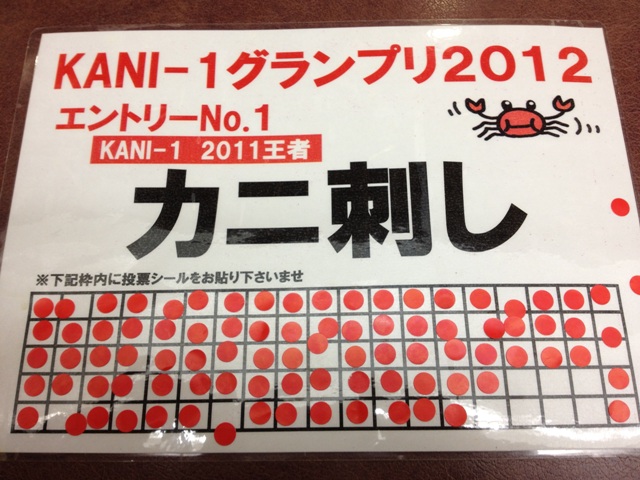 KANI-1グランプリ2012
エントリーNo.1
KANI-1 2011王者
カニ刺し
※下記枠内に投票シールをお貼り下さいませ